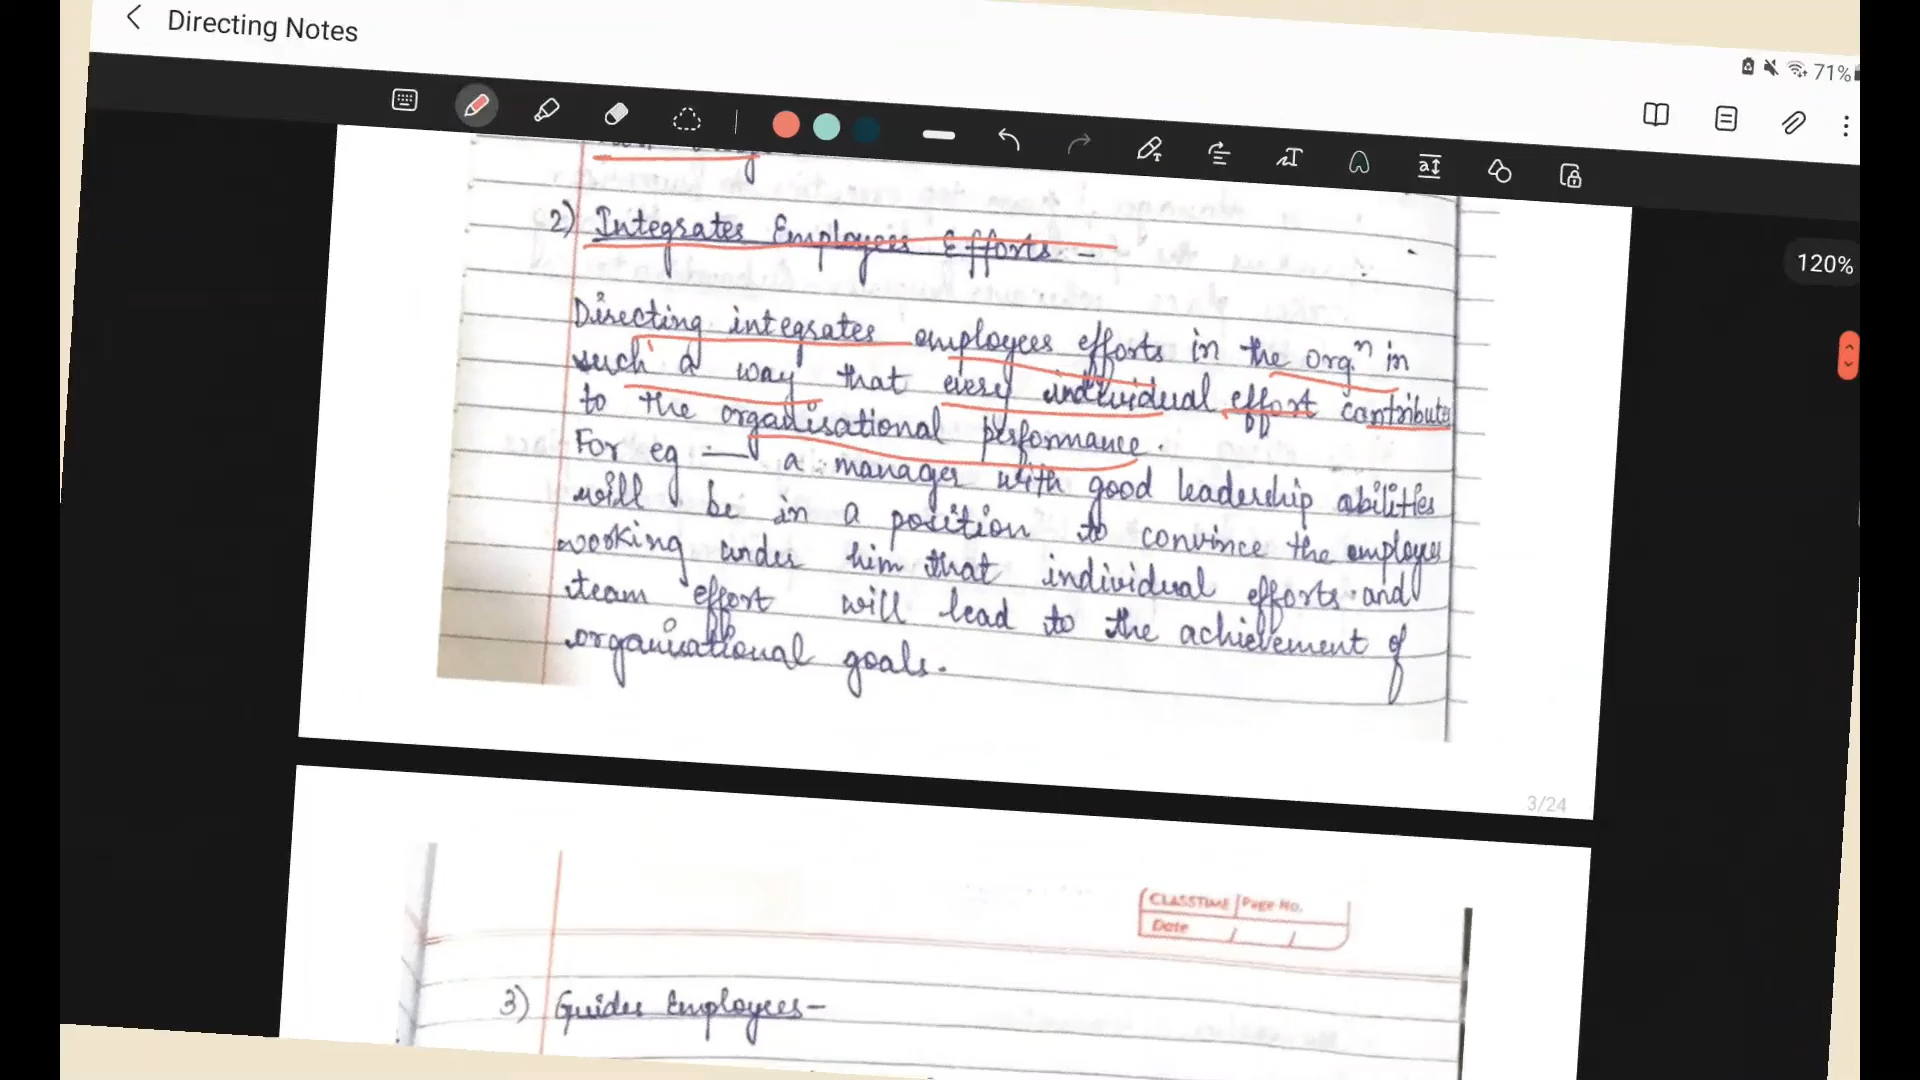 Directing Notes
71%
120%
2) Integrates Employees Efforts -
Directing integrates employees efforts in the orgⁿ in
such a way that every individual effort contribute
to the organisational performance.
For eg — a manager with good leadership abilities
will be in a position to convince the employee
working under him that individual efforts and
team effort will lead to the achievement of
organisational goals.
3/24
CLASSTIME Page No.
Date / /
3) Guides Employees-